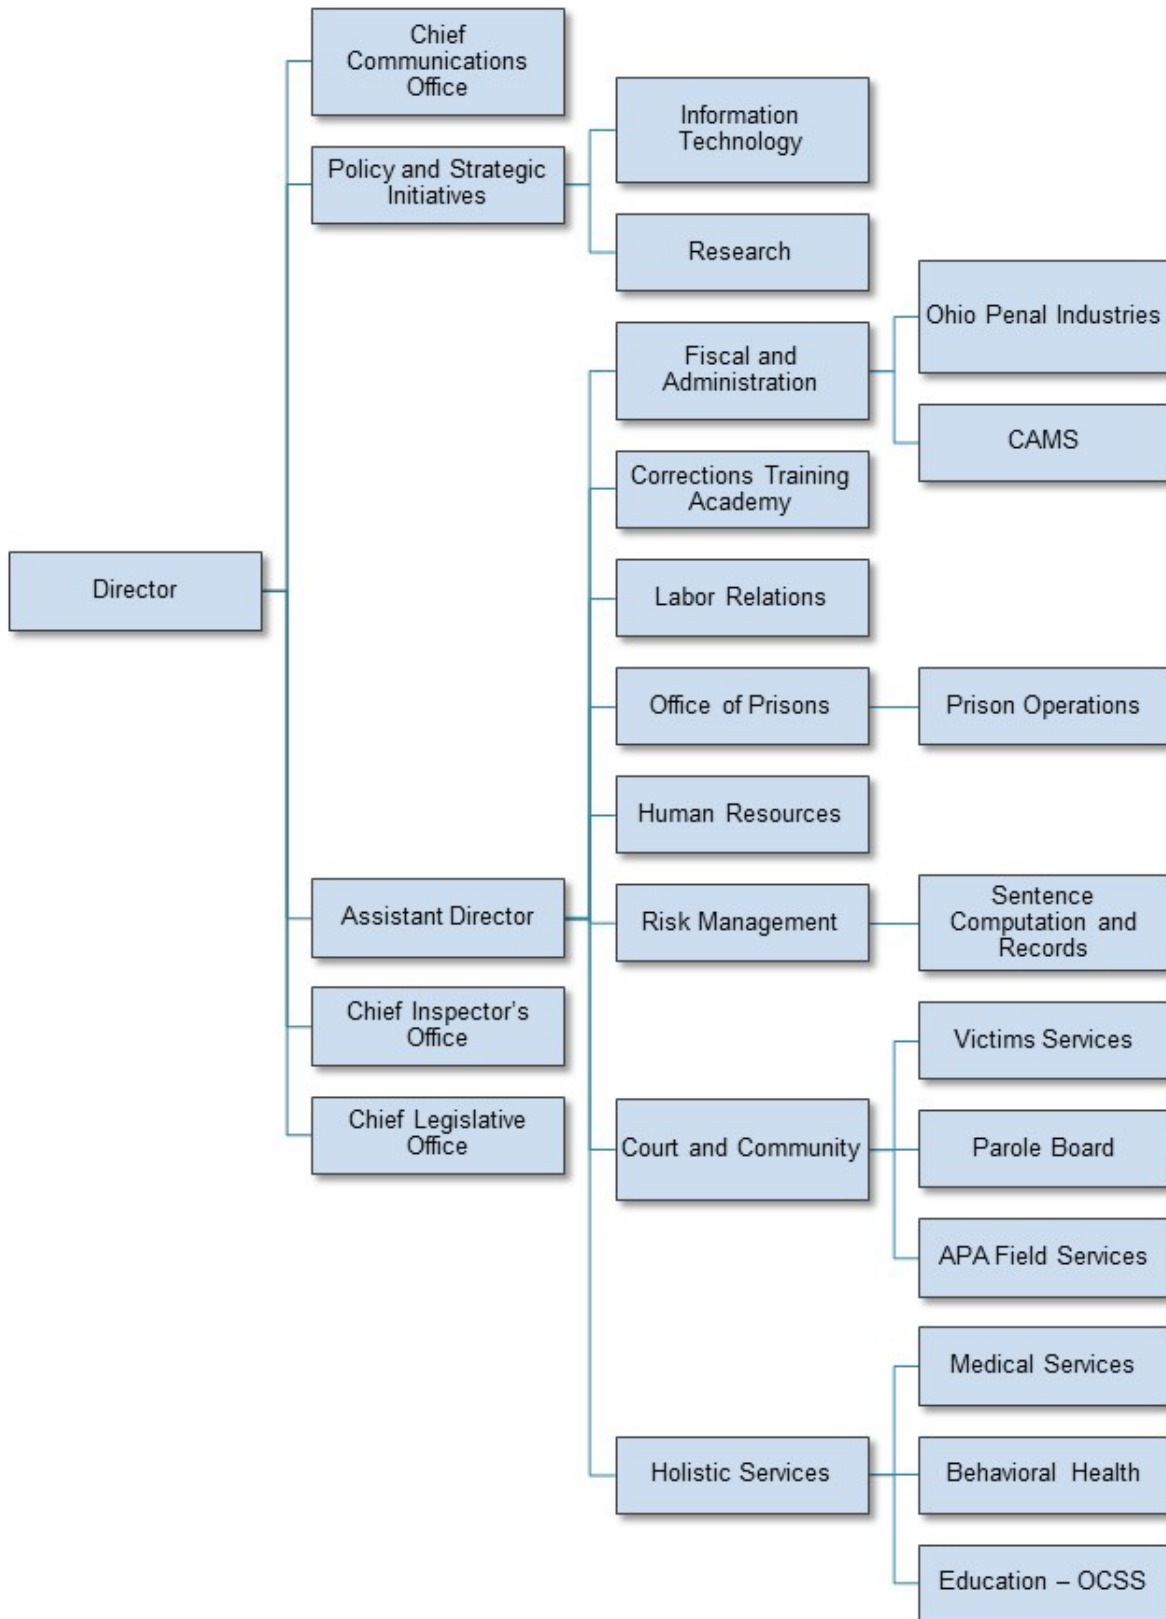 Chief
Communications
Office
Information
Technology
Policy and Strategic
Initiatives
Research
Ohio Penal Industries
Fiscal and
Administration
CAMS
Corrections Training
Academy
Director
Labor Relations
Office of Prisons
Prison Operations
Human Resources
Assistant Director
Risk Management
Sentence
Computation and
Records
Chief Inspector’s
Office
Victims Services
Chief Legislative
Office
Court and Community
Parole Board
APA Field Services
Medical Services
Holistic Services
Behavioral Health
Education – OCSS